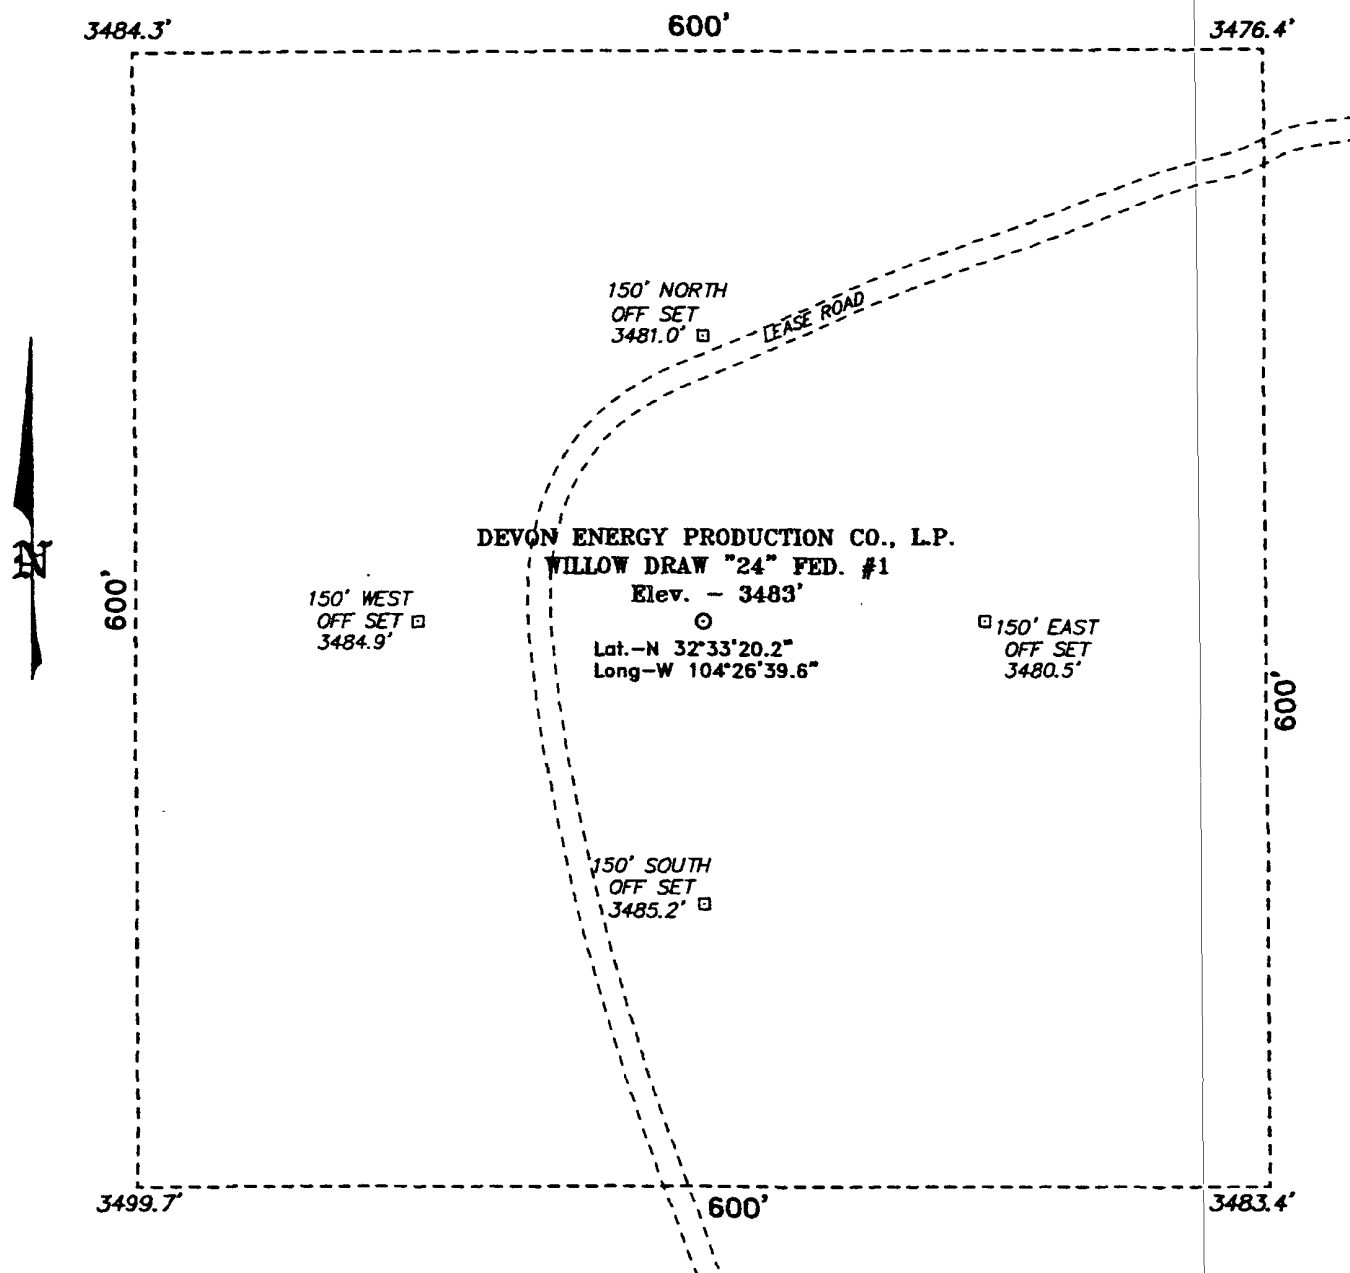 3484.3'
600'
3476.4'
150' NORTH
OFF SET
3481.0'
LEASE ROAD
DEVON ENERGY PRODUCTION CO., L.P.
WILLOW DRAW "24" FED. #1
Elev. - 3483'
Lat.-N 32°33'20.2"
Long-W 104°26'39.6"
N
600'
150' WEST
OFF SET
3484.9'
150' EAST
OFF SET
3480.5'
600'
150' SOUTH
OFF SET
3485.2'
3499.7'
600'
3483.4'